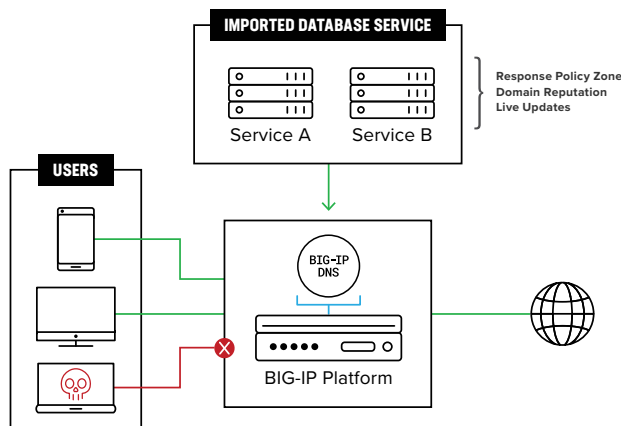 IMPORTED DATABASE SERVICE
Service A
Service B
Response Policy Zone
Domain Reputation
Live Updates
USERS
BIG-IP
DNS
BIG-IP Platform